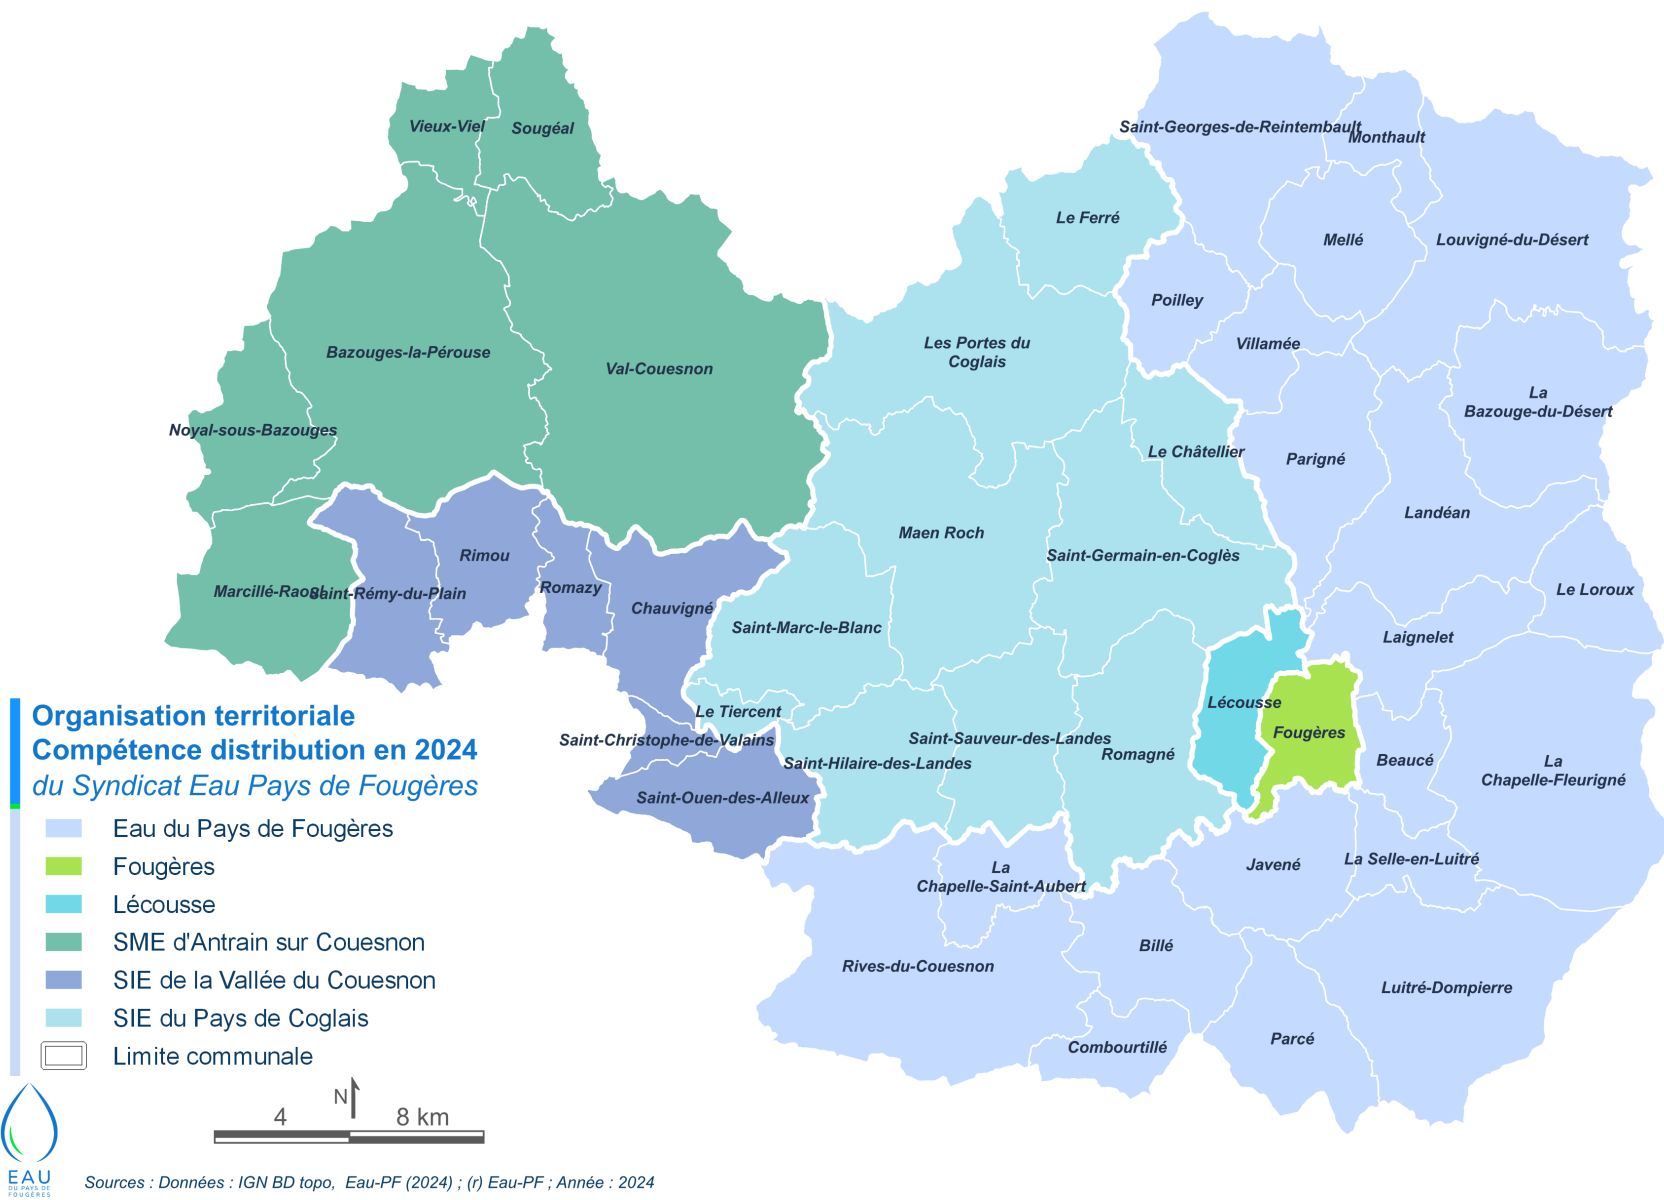 Vieux-Viel
Sougéal
Saint-Georges-de-Reintembault
Monthault
Le Ferré
Mellé
Louvigné-du-Désert
Poilley
Les Portes du
Coglais
Villamée
Bazouges-la-Pérouse
Val-Couesnon
La
Bazouge-du-Désert
Noyal-sous-Bazouges
Le Châtellier
Parigné
Landéan
Maen Roch
Saint-Germain-en-Coglès
Rimou
Romazy
Marcillé-Raoul
Saint-Rémy-du-Plain
Chauvigné
Saint-Marc-le-Blanc
Le Loroux
Laignelet
Lécousse
Le Tiercent
Fougères
Saint-Christophe-de-Valains
Saint-Sauveur-des-Landes
Romagné
Saint-Hilaire-des-Landes
Beaucé
La
Chapelle-Fleurigné
Saint-Ouen-des-Alleux
La
Chapelle-Saint-Aubert
Javené
La Selle-en-Luitré
Billé
Rives-du-Couesnon
Luitré-Dompierre
Combourtillé
Parcé
Organisation territoriale
Compétence distribution en 2024
du Syndicat Eau Pays de Fougères
Eau du Pays de Fougères
Fougères
Lécousse
SME d'Antrain sur Couesnon
SIE de la Vallée du Couesnon
SIE du Pays de Coglais
Limite communale
N
4 8 km
EAU
DU PAYS DE
FOUGÈRES
Sources : Données : IGN BD topo, Eau-PF (2024) ; (r) Eau-PF ; Année : 2024